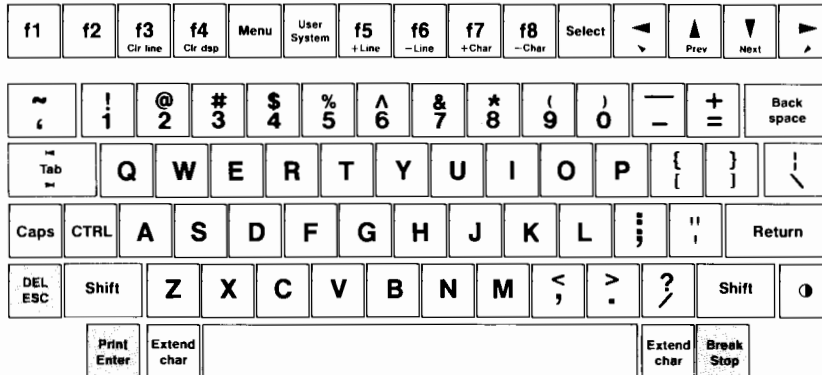 f1 f2 f3 f4 Menu User System f5 f6 f7 f8 Select ◄ ▲ ▼ ►
Clr line Clr dsp +Line −Line +Char −Char Prev Next
~ ! @ # $ % ^ & * ( ) — + Back space
‘ 1 2 3 4 5 6 7 8 9 0 – =
Tab Q W E R T Y U I O P { [ } ] ¦ \
Caps CTRL A S D F G H J K L : ; " ' Return
DEL ESC Shift Z X C V B N M < , > . ? / Shift
Print Enter Extend char Extend char Break Stop